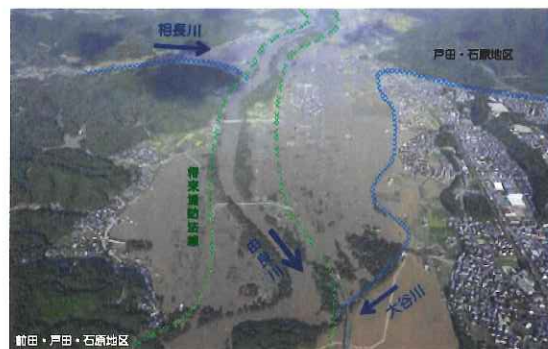 相長川
戸田・石原地区
将来堤防法線
由良川
大谷川
前田・戸田・石原地区